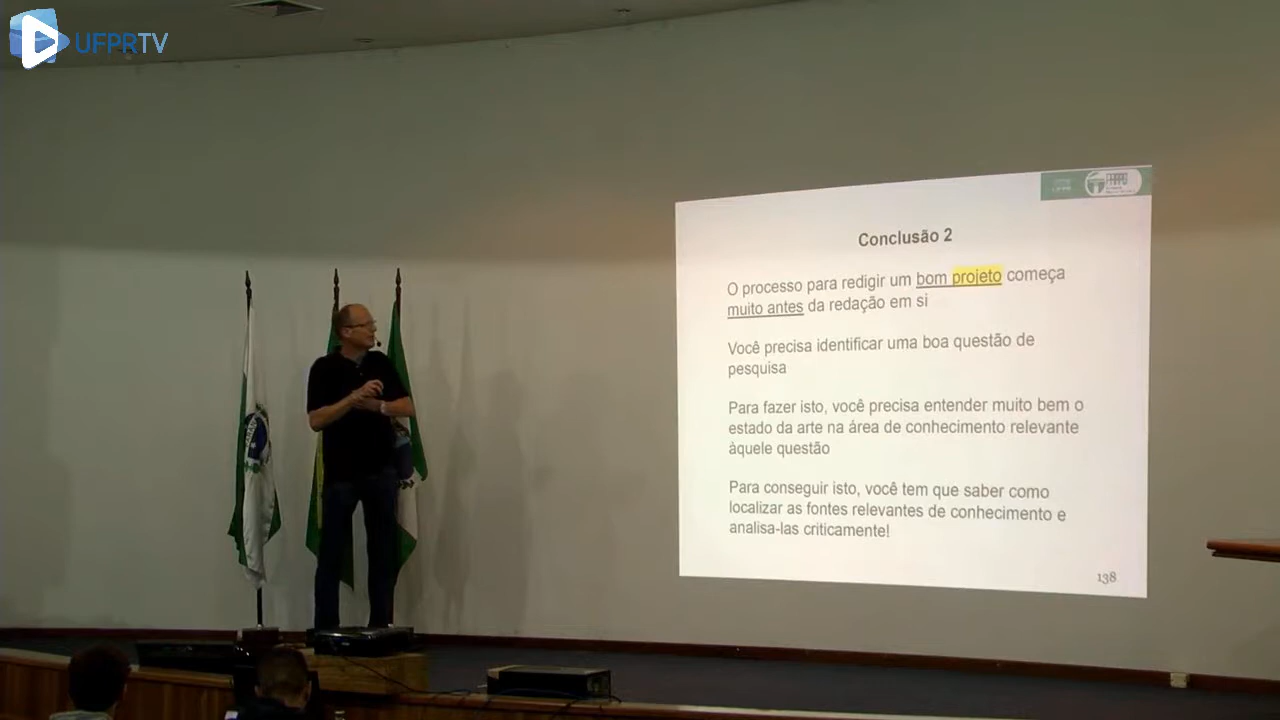 UFPRTV
Conclusão 2
O processo para redigir um bom projeto começa
muito antes da redação em si
Você precisa identificar uma boa questão de
pesquisa
Para fazer isto, você precisa entender muito bem o
estado da arte na área de conhecimento relevante
àquele questão
Para conseguir isto, você tem que saber como
localizar as fontes relevantes de conhecimento e
analisa-las criticamente!
138